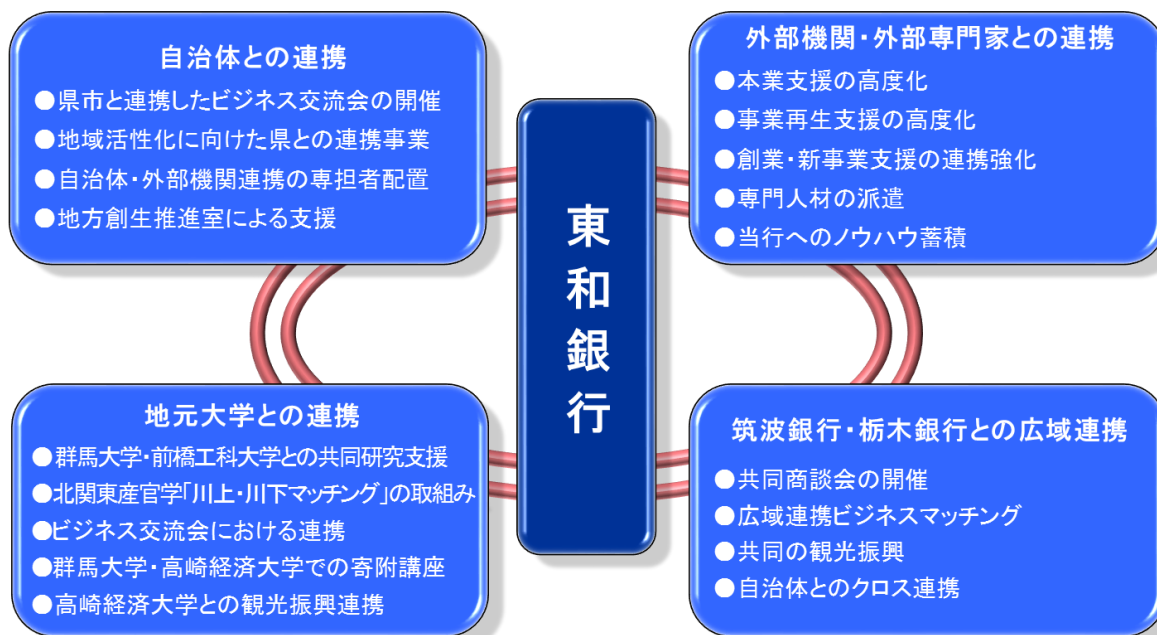 自治体との連携
●県市と連携したビジネス交流会の開催
●地域活性化に向けた県との連携事業
●自治体・外部機関連携の専担者配置
●地方創生推進室による支援
外部機関・外部専門家との連携
●本業支援の高度化
●事業再生支援の高度化
●創業・新事業支援の連携強化
●専門人材の派遣
●当行へのノウハウ蓄積
東和銀行
地元大学との連携
●群馬大学・前橋工科大学との共同研究支援
●北関東産官学「川上・川下マッチング」の取組み
●ビジネス交流会における連携
●群馬大学・高崎経済大学での寄附講座
●高崎経済大学との観光振興連携
筑波銀行・栃木銀行との広域連携
●共同商談会の開催
●広域連携ビジネスマッチング
●共同の観光振興
●自治体とのクロス連携